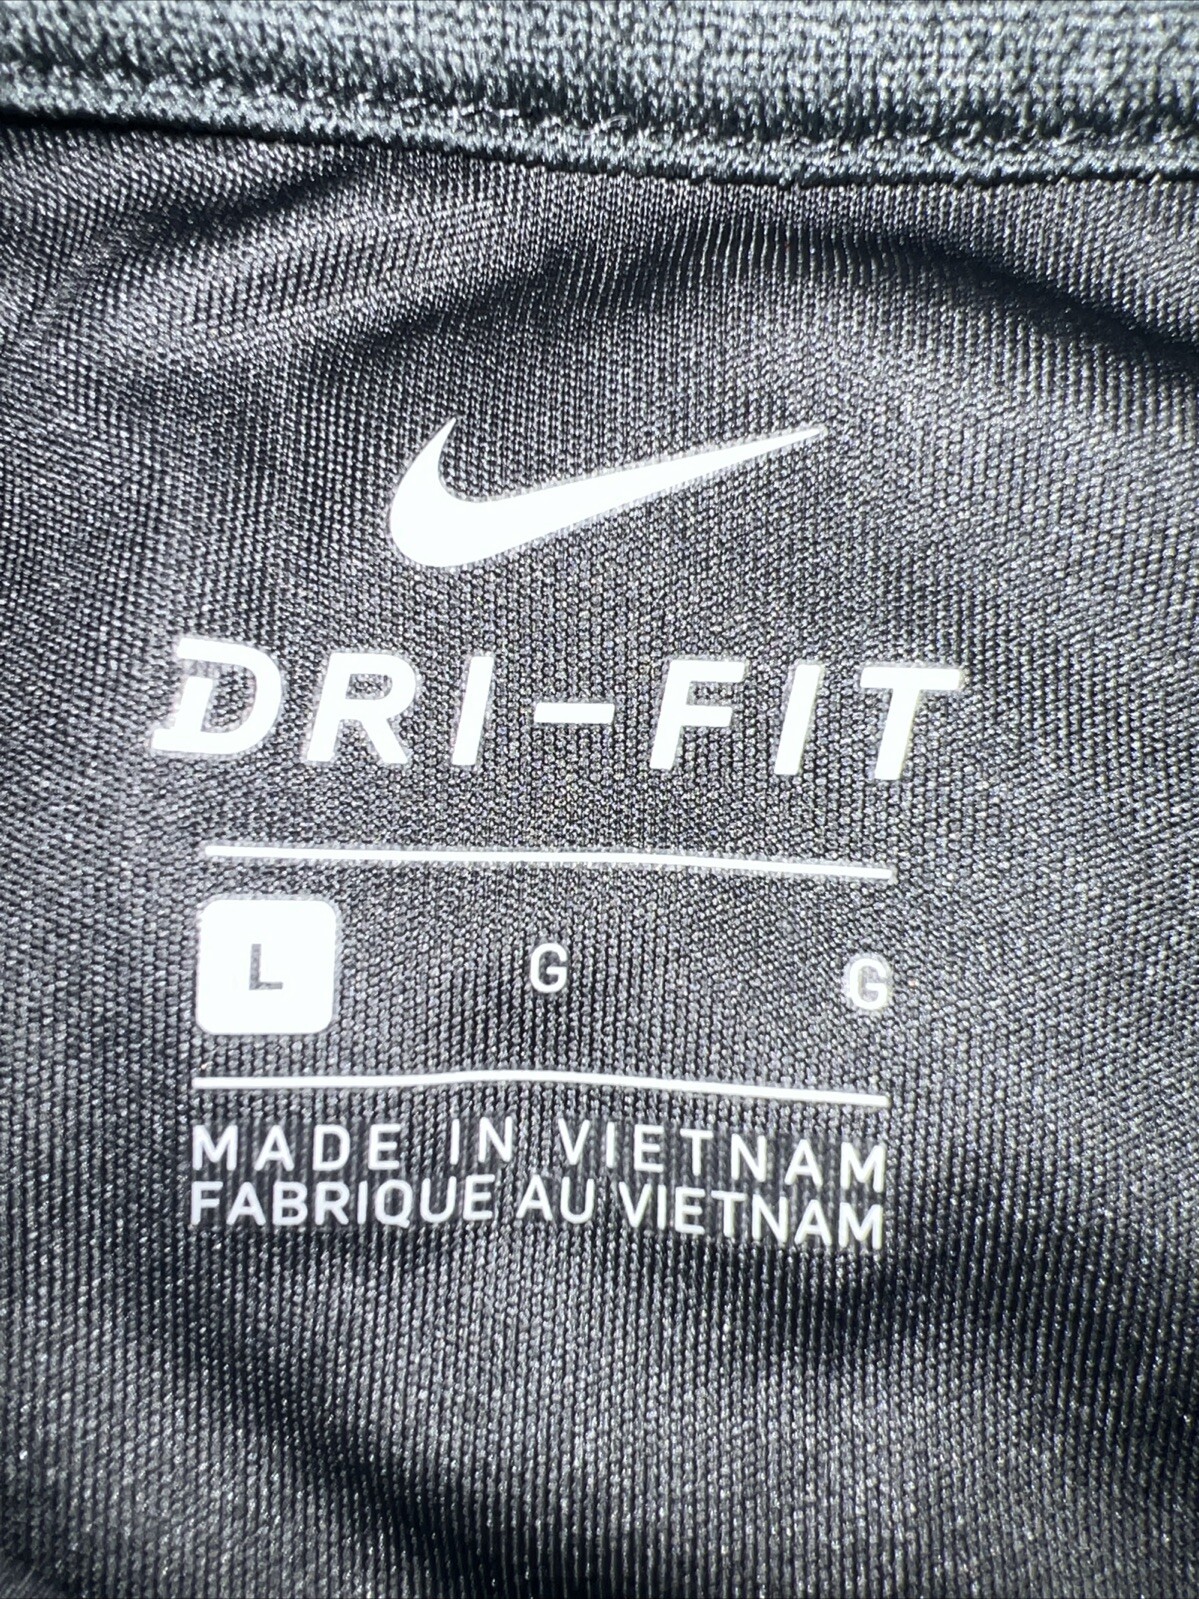 DRI-FIT
L G G
MADE IN VIETNAM
FABRIQUE AU VIETNAM